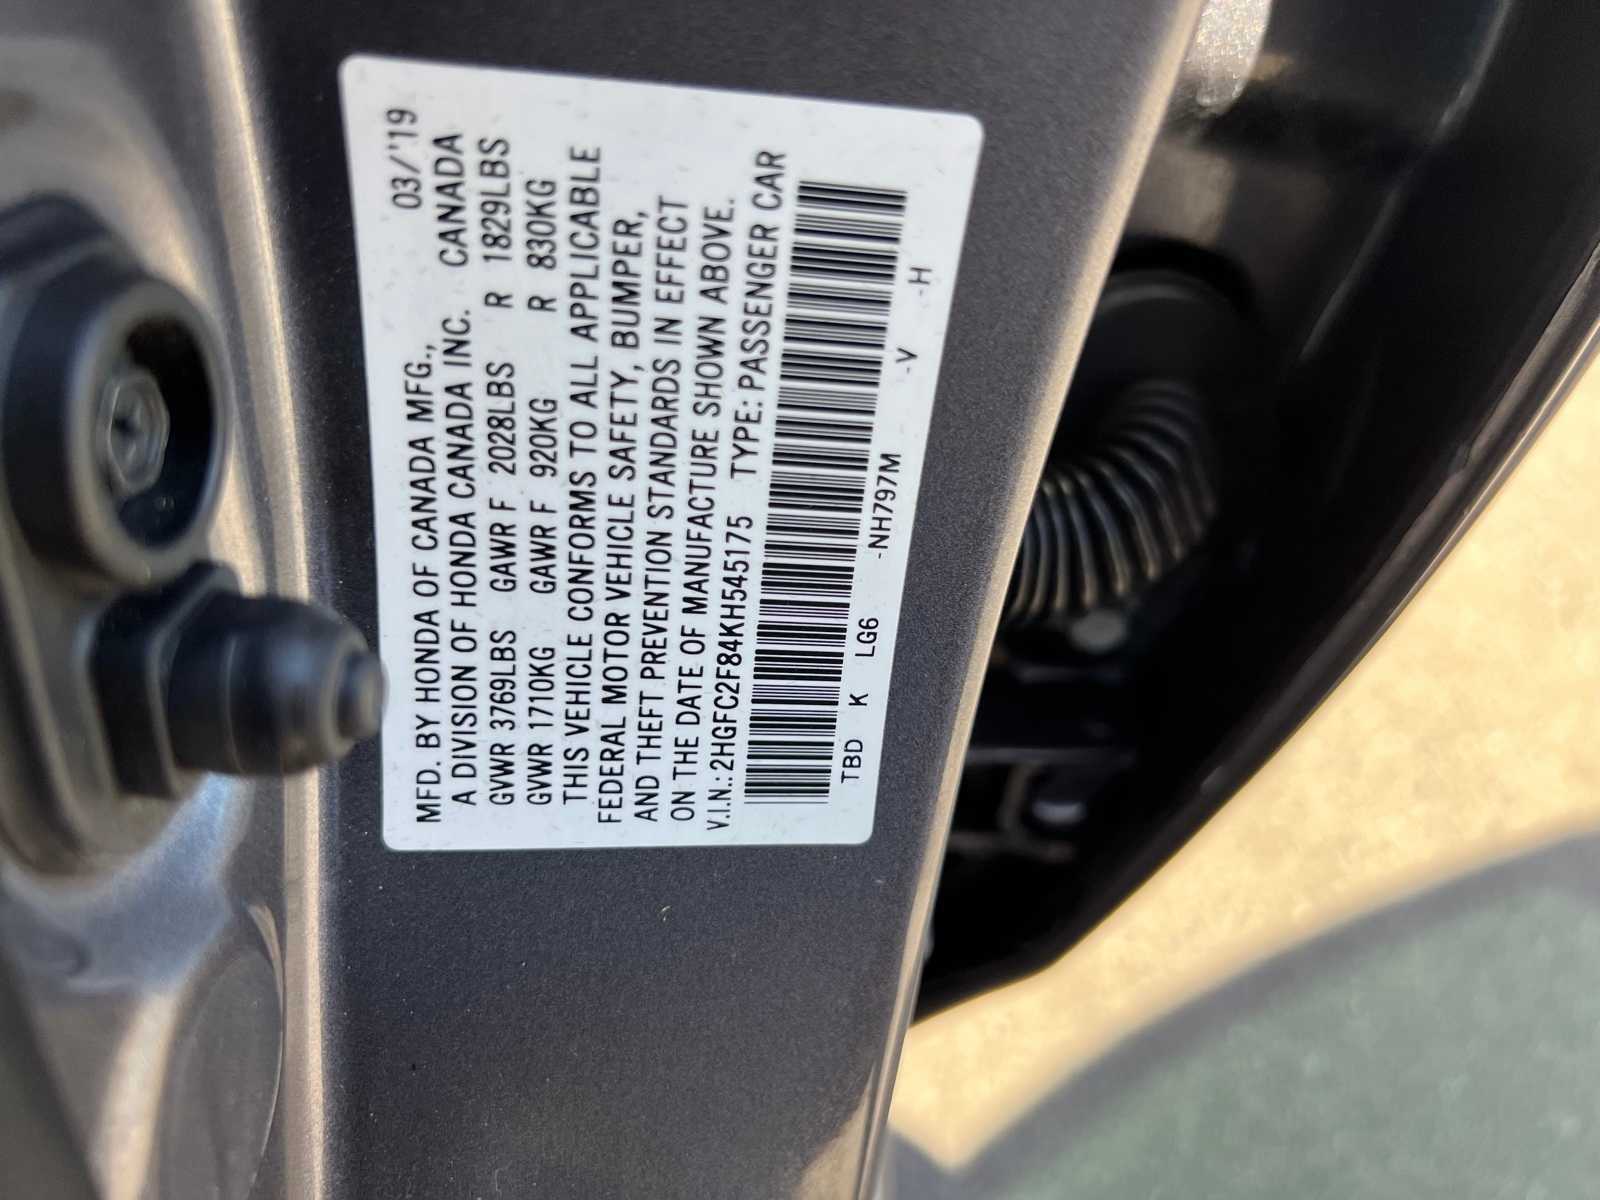 03/'19
MFD. BY HONDA OF CANADA MFG.,
A DIVISION OF HONDA CANADA INC. CANADA
GVWR 3769LBS GAWR F 2028LBS R 1829LBS
GVWR 1710KG GAWR F 920KG R 830KG
THIS VEHICLE CONFORMS TO ALL APPLICABLE
FEDERAL MOTOR VEHICLE SAFETY, BUMPER,
AND THEFT PREVENTION STANDARDS IN EFFECT
ON THE DATE OF MANUFACTURE SHOWN ABOVE.
V.I.N.: 2HGFC2F84KH545175 TYPE: PASSENGER CAR
TBD K LG6 -NH797M -V -H